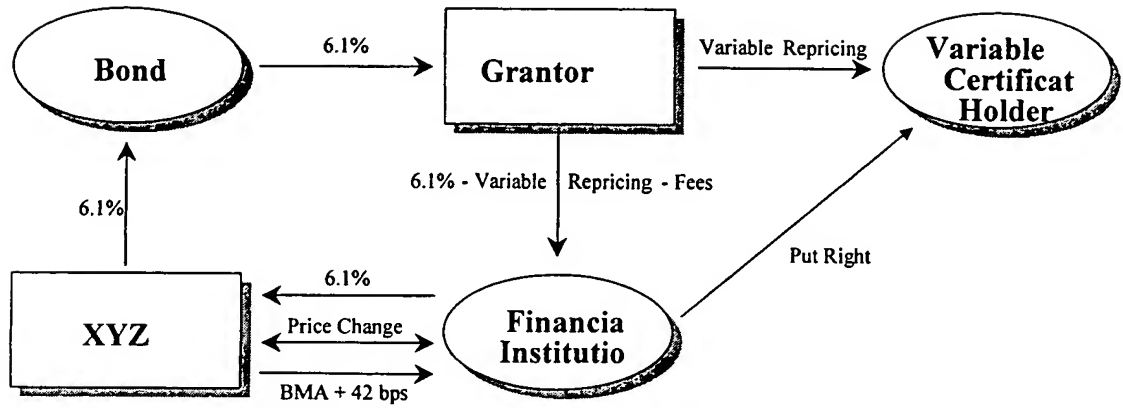 Bond
6.1%
Grantor
Variable Repricing
Variable
Certificat
Holder
6.1% - Variable Repricing - Fees
6.1%
Put Right
XYZ
6.1%
Price Change
BMA + 42 bps
Financia
Institutio